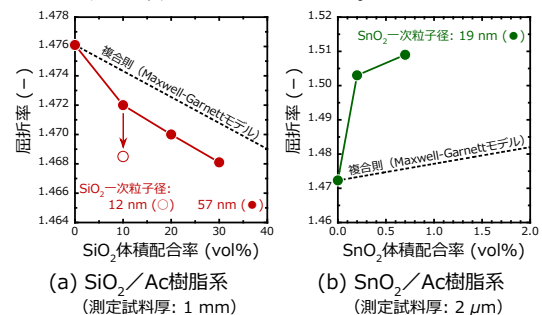 1.478
1.476
1.474
1.472
1.470
1.468
1.466
1.464
屈折率 (−)
複合則 (Maxwell-Garnettモデル)
SiO2一次粒子径:
12 nm (○) 57 nm (●)
0 10 20 30 40
SiO2体積配合率 (vol%)
(a) SiO2／Ac樹脂系
（測定試料厚: 1 mm）
1.52
1.51
1.50
1.49
1.48
1.47
1.46
屈折率 (−)
SnO2一次粒子径: 19 nm (●)
複合則 (Maxwell-Garnettモデル)
0.0 0.5 1.0 1.5 2.0
SnO2体積配合率 (vol%)
(b) SnO2／Ac樹脂系
（測定試料厚: 2 μm）